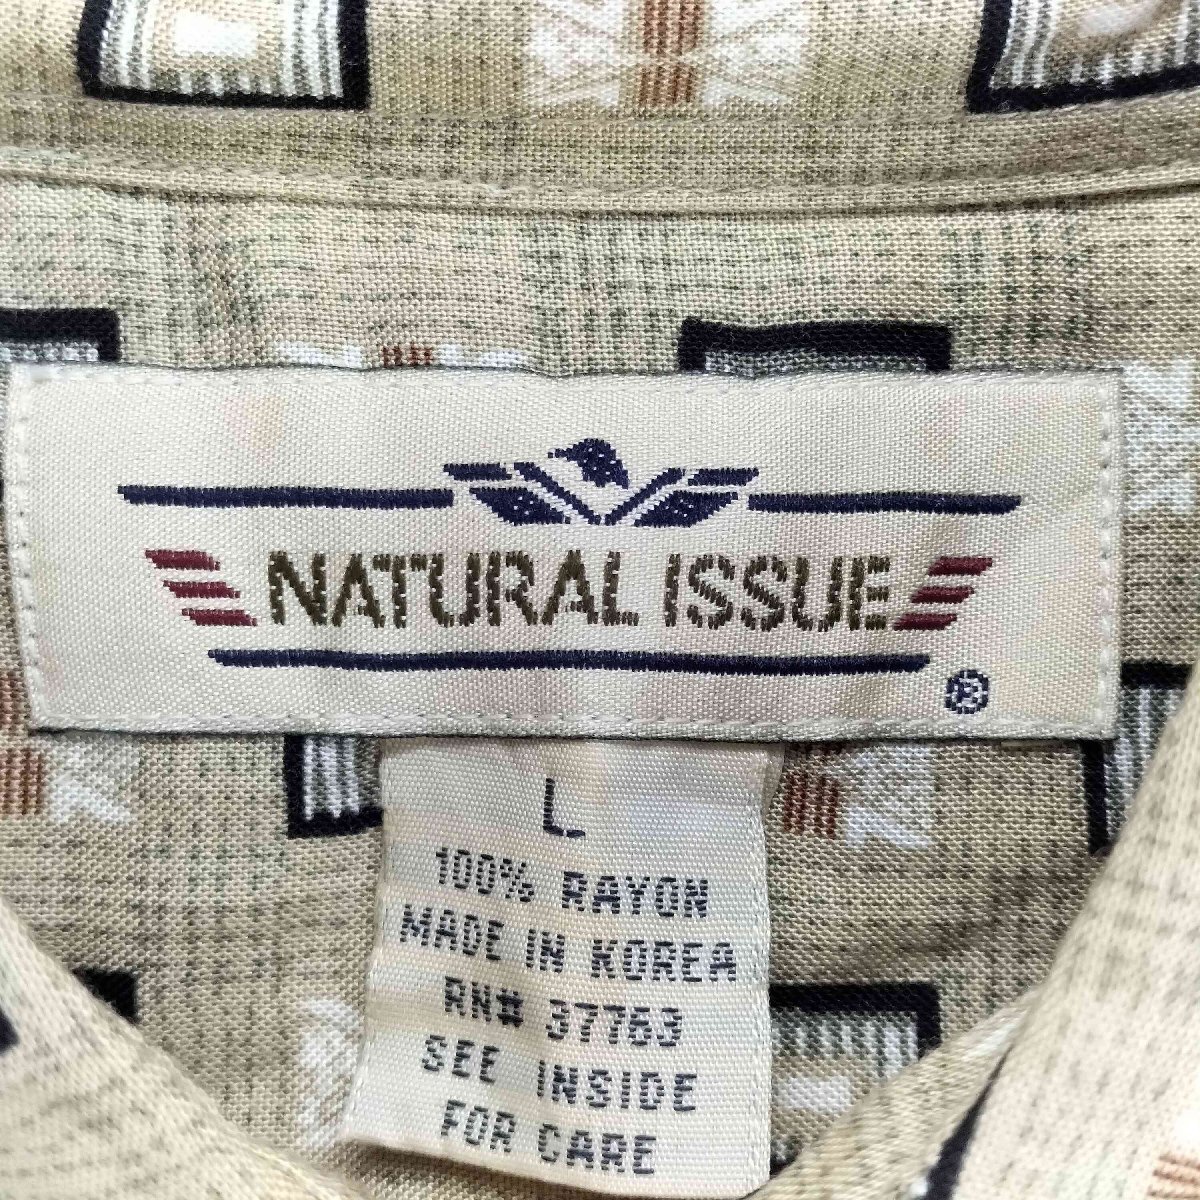 NATURAL ISSUE
®
L
100% RAYON
MADE IN KOREA
RN# 37763
SEE INSIDE
FOR CARE